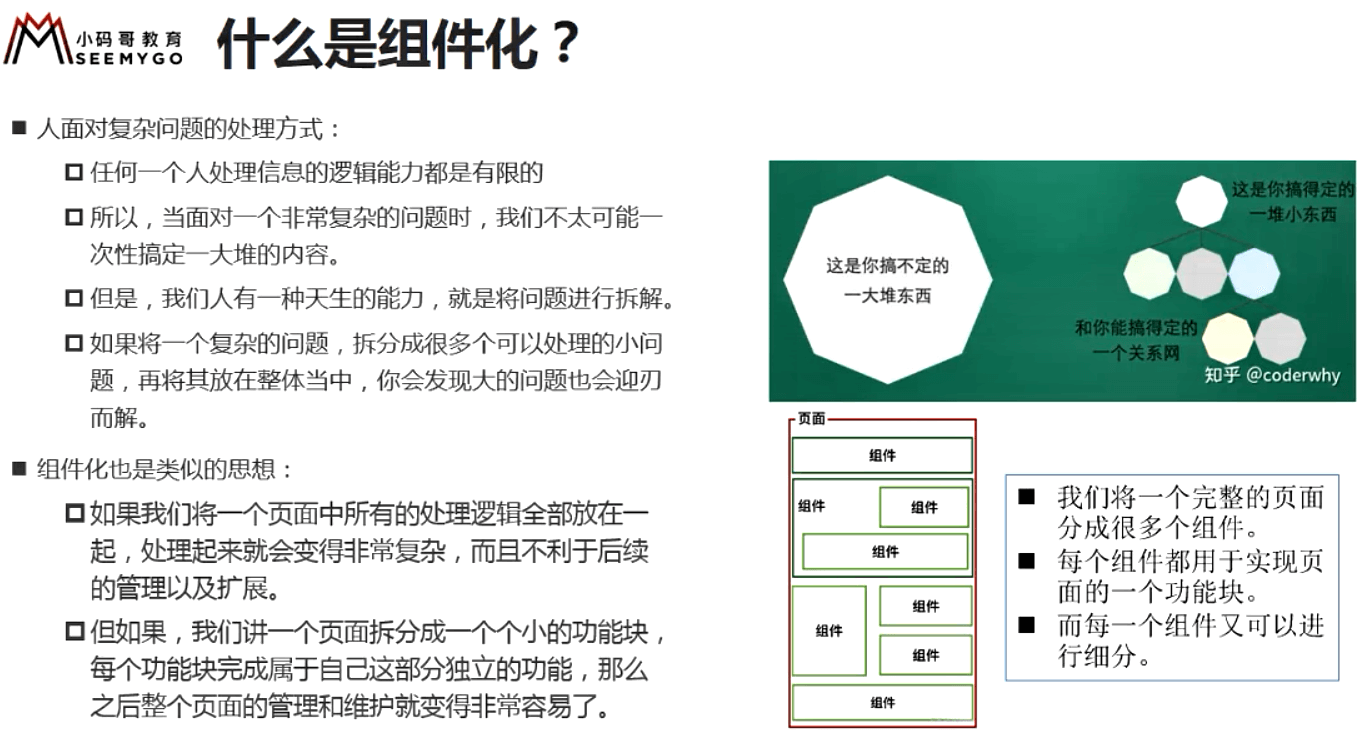 小码哥教育
SEEMYGO
什么是组件化？
■ 人面对复杂问题的处理方式：
任何一个人处理信息的逻辑能力都是有限的
所以，当面对一个非常复杂的问题时，我们不太可能一
次性搞定一大堆的内容。
但是，我们人有一种天生的能力，就是将问题进行拆解。
如果将一个复杂的问题，拆分成很多个可以处理的小问
题，再将其放在整体当中，你会发现大的问题也会迎刃
而解。
■ 组件化也是类似的思想：
如果我们将一个页面中所有的处理逻辑全部放在一
起，处理起来就会变得非常复杂，而且不利于后续
的管理以及扩展。
但如果，我们讲一个页面拆分成一个个小的功能块，
每个功能块完成属于自己这部分独立的功能，那么
之后整个页面的管理和维护就变得非常容易了。
这是你搞不定的
一大堆东西
这是你搞得定的
一堆小东西
和你能搞得定的
一个关系网
知乎 @coderwhy
页面
组件
组件
组件
组件
组件
组件
组件
组件
■ 我们将一个完整的页面
分成很多个组件。
■ 每个组件都用于实现页
面的一个功能块。
■ 而每一个组件又可以进
行细分。